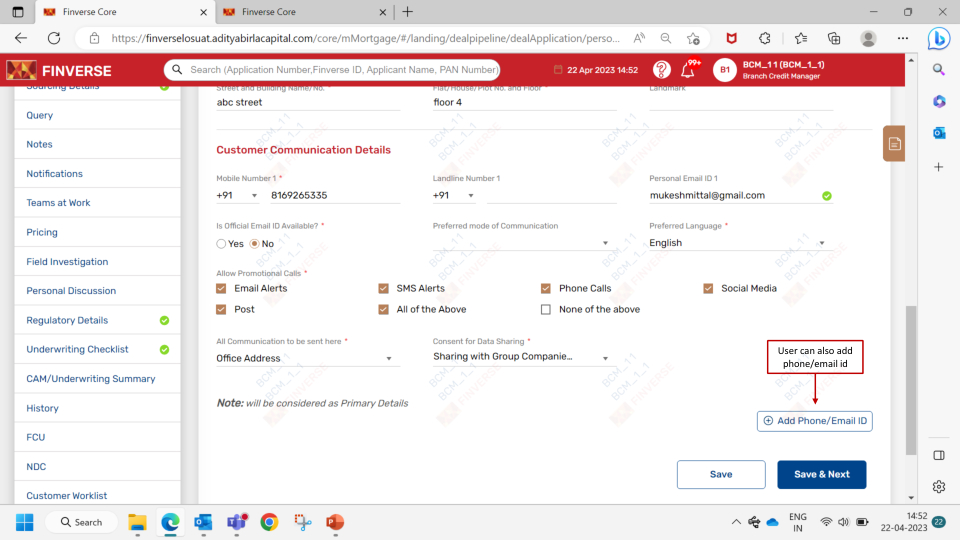 Finverse Core
Finverse Core
https://finverselosuat.adityabirlacapital.com/core/mMortgage/#/landing/dealpipeline/dealApplication/perso...
FINVERSE
Search (Application Number,Finverse ID, Applicant Name, PAN Number)
22 Apr 2023 14:52
99+
B1
BCM_11 (BCM_1_1)
Branch Credit Manager
Sourcing Details
Query
Notes
Notifications
Teams at Work
Pricing
Field Investigation
Personal Discussion
Regulatory Details
Underwriting Checklist
CAM/Underwriting Summary
History
FCU
NDC
Customer Worklist
Street and Building Name/No. *
Flat/House/Plot No. and Floor *
Landmark
abc street
floor 4
Customer Communication Details
Mobile Number 1 *
Landline Number 1
Personal Email ID 1
+91 8169265335
+91
mukeshmittal@gmail.com
Is Official Email ID Available? *
Preferred mode of Communication
Preferred Language *
Yes No
English
Allow Promotional Calls *
Email Alerts
SMS Alerts
Phone Calls
Social Media
Post
All of the Above
None of the above
All Communication to be sent here *
Consent for Data Sharing *
Office Address
Sharing with Group Companie...
User can also add
phone/email id
Note: will be considered as Primary Details
Add Phone/Email ID
Save
Save & Next
BCM_11
BCM_1_1
FINVERSE
Search
ENG
IN
14:52
22-04-2023
22